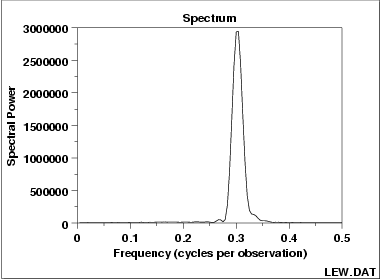 Spectrum
3000000
2500000
2000000
1500000
1000000
500000
0
Spectral Power
0 0.1 0.2 0.3 0.4 0.5
Frequency (cycles per observation)
LEW.DAT